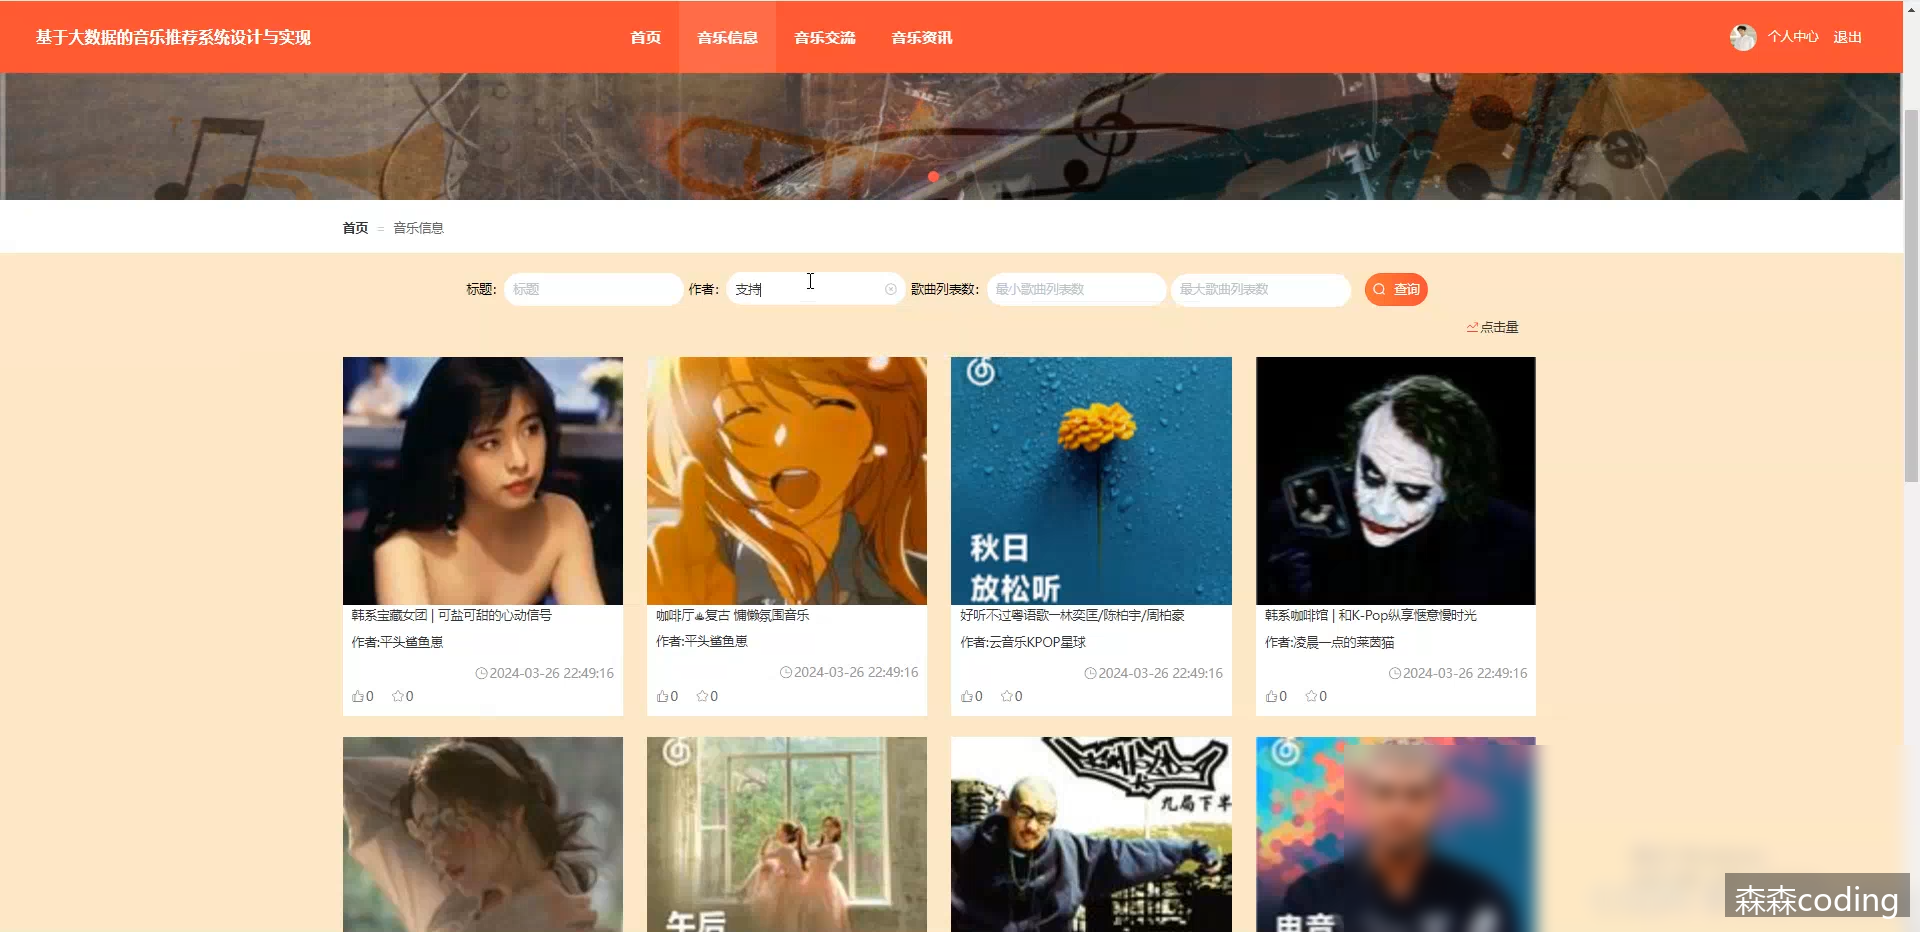 基于大数据的音乐推荐系统设计与实现
首页 音乐信息 音乐交流 音乐资讯
个人中心 退出
首页 = 音乐信息
标题: 标题 作者: 支持 歌曲列表数: 最小歌曲列表数 最大歌曲列表数 查询
点击量
秋日
放松听
韩系宝藏女团 | 可盐可甜的心动信号
作者:平头鲨鱼崽
2024-03-26 22:49:16
0 0
咖啡厅♨复古 慵懒氛围音乐
作者:平头鲨鱼崽
2024-03-26 22:49:16
0 0
好听不过粤语歌一林奕匡/陈柏宇/周柏豪
作者:云音乐KPOP星球
2024-03-26 22:49:16
0 0
韩系咖啡馆 | 和K-Pop纵享惬意慢时光
作者:凌晨一点的莱茵猫
2024-03-26 22:49:16
0 0
午后
九局下半
电音
森森coding